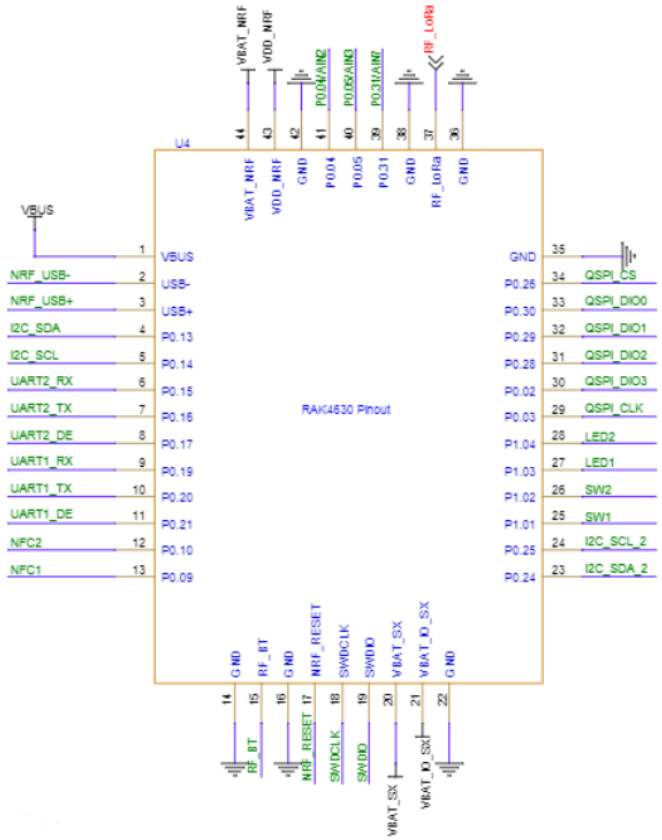 VBAT_NRF
VDD_NRF
P0.04/AIN2
P0.05/AIN3
P0.31/AIN7
RF_LoRa
44
43
42
41
40
39
38
37
36
U4
VBAT_NRF
VDD_NRF
GND
P0.04
P0.05
P0.31
GND
RF_LoRa
GND
VBUS
1 VBUS
NRF_USB- 2 USB-
NRF_USB+ 3 USB+
I2C_SDA 4 P0.13
I2C_SCL 5 P0.14
UART2_RX 6 P0.15
UART2_TX 7 P0.16
UART2_DE 8 P0.17
UART1_RX 9 P0.19
UART1_TX 10 P0.20
UART1_DE 11 P0.21
NFC2 12 P0.10
NFC1 13 P0.09
RAK4630 Pinout
GND 35
P0.26 34 QSPI_CS
P0.30 33 QSPI_DIO0
P0.29 32 QSPI_DIO1
P0.28 31 QSPI_DIO2
P0.02 30 QSPI_DIO3
P0.03 29 QSPI_CLK
P1.04 28 LED2
P1.03 27 LED1
P1.02 26 SW2
P1.01 25 SW1
P0.25 24 I2C_SCL_2
P0.24 23 I2C_SDA_2
GND
RF_BT
GND
NRF_RESET
SWDCLK
SWDIO
VBAT_SX
VBAT_IO_SX
GND
14
15
16
17
18
19
20
21
22
RF_BT
NRF_RESET
SWDCLK
SWDIO
VBAT_SX
VBAT_IO_SX